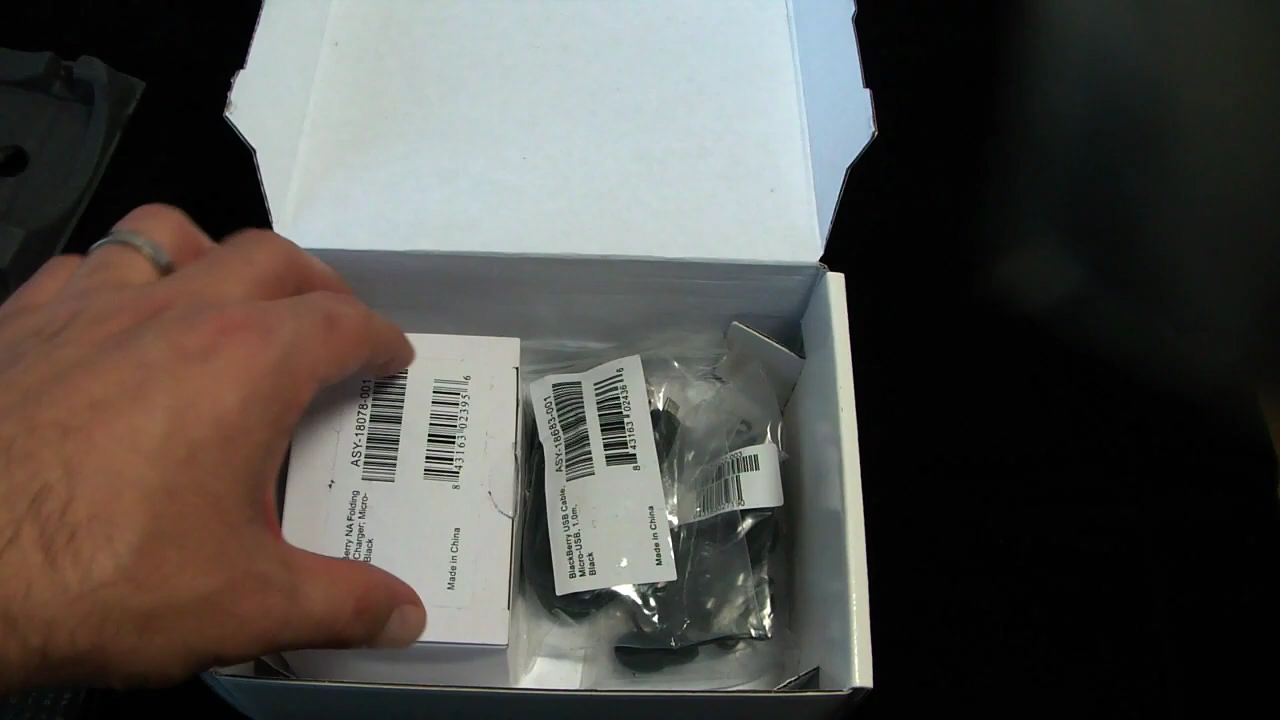 ASY-18078-001
8 43163 02395 6
erry NA Folding
Charger; Micro-
Black
Made in China
ASY-18683-001
8 43163 02436 6
BlackBerry USB Cable,
Micro-USB, 1.0m,
Black
Made in China